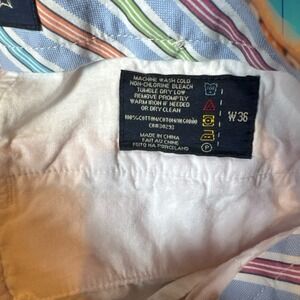 MACHINE WASH COLD
NON-CHLORINE BLEACH
TUMBLE DRY LOW
REMOVE PROMPTLY
WARM IRON IF NEEDED
OR DRY CLEAN
100%COTTON/COTON/ALGODÃO
MADE IN CHINA
FAIT AU CHINE
W36
P